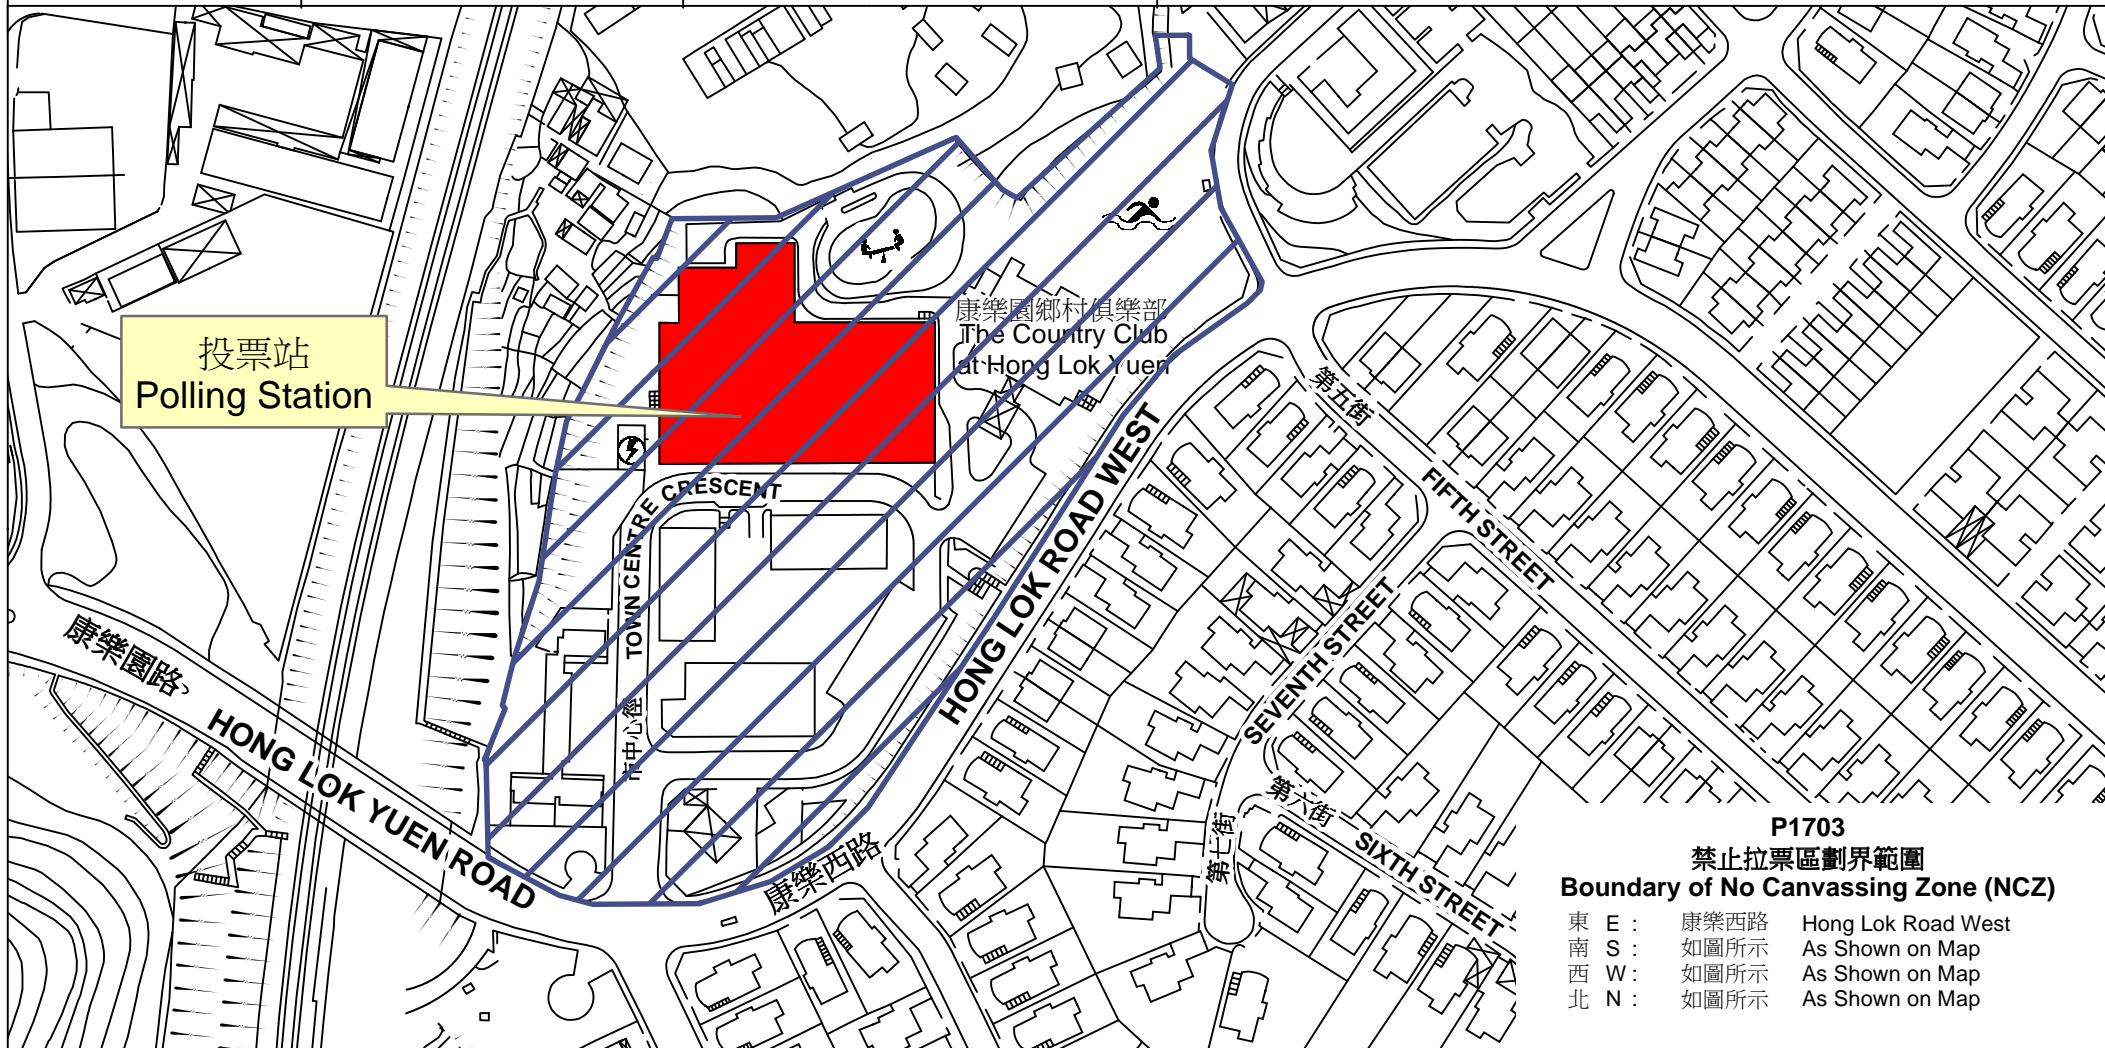 投票站
Polling Station
康樂園鄉村俱樂部
The Country Club
at Hong Lok Yuen
TOWN CENTRE CRESCENT
市中心徑
康樂園路
HONG LOK YUEN ROAD
HONG LOK ROAD WEST
康樂西路
第五街
FIFTH STREET
SEVENTH STREET
第七街
第六街
SIXTH STREET
P1703
禁止拉票區劃界範圍
Boundary of No Canvassing Zone (NCZ)
東 E : 康樂西路 Hong Lok Road West
南 S : 如圖所示 As Shown on Map
西 W : 如圖所示 As Shown on Map
北 N : 如圖所示 As Shown on Map